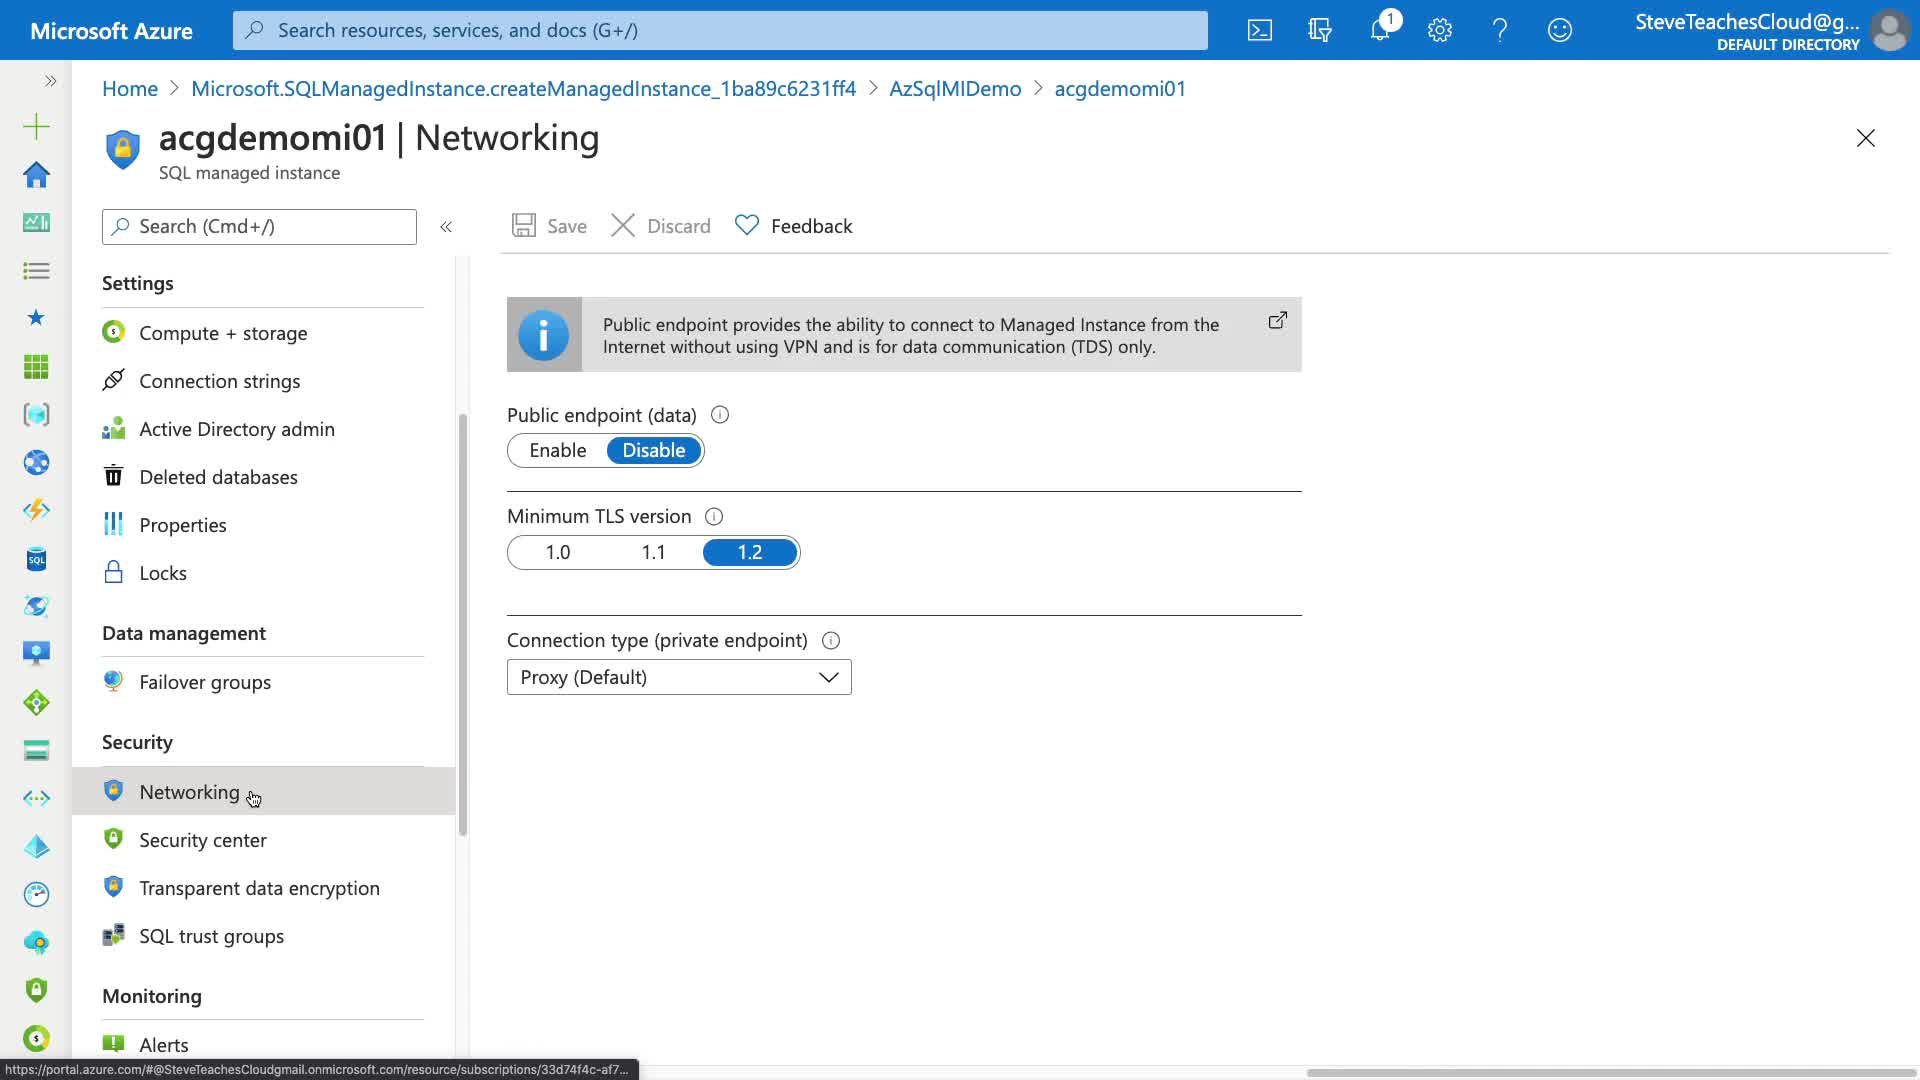 Microsoft Azure
Search resources, services, and docs (G+/)
1
SteveTeachesCloud@g...
DEFAULT DIRECTORY
Home > Microsoft.SQLManagedInstance.createManagedInstance_1ba89c6231ff4 > AzSqlMIDemo > acgdemomi01
acgdemomi01 | Networking
SQL managed instance
Search (Cmd+/)
Save
Discard
Feedback
Settings
Compute + storage
Connection strings
Active Directory admin
Deleted databases
Properties
Locks
Data management
Failover groups
Security
Networking
Security center
Transparent data encryption
SQL trust groups
Monitoring
Alerts
Public endpoint provides the ability to connect to Managed Instance from the
Internet without using VPN and is for data communication (TDS) only.
Public endpoint (data)
Enable Disable
Minimum TLS version
1.0 1.1 1.2
Connection type (private endpoint)
Proxy (Default)
SQL
https://portal.azure.com/#@SteveTeachesCloudgmail.onmicrosoft.com/resource/subscriptions/33d74f4c-af7...